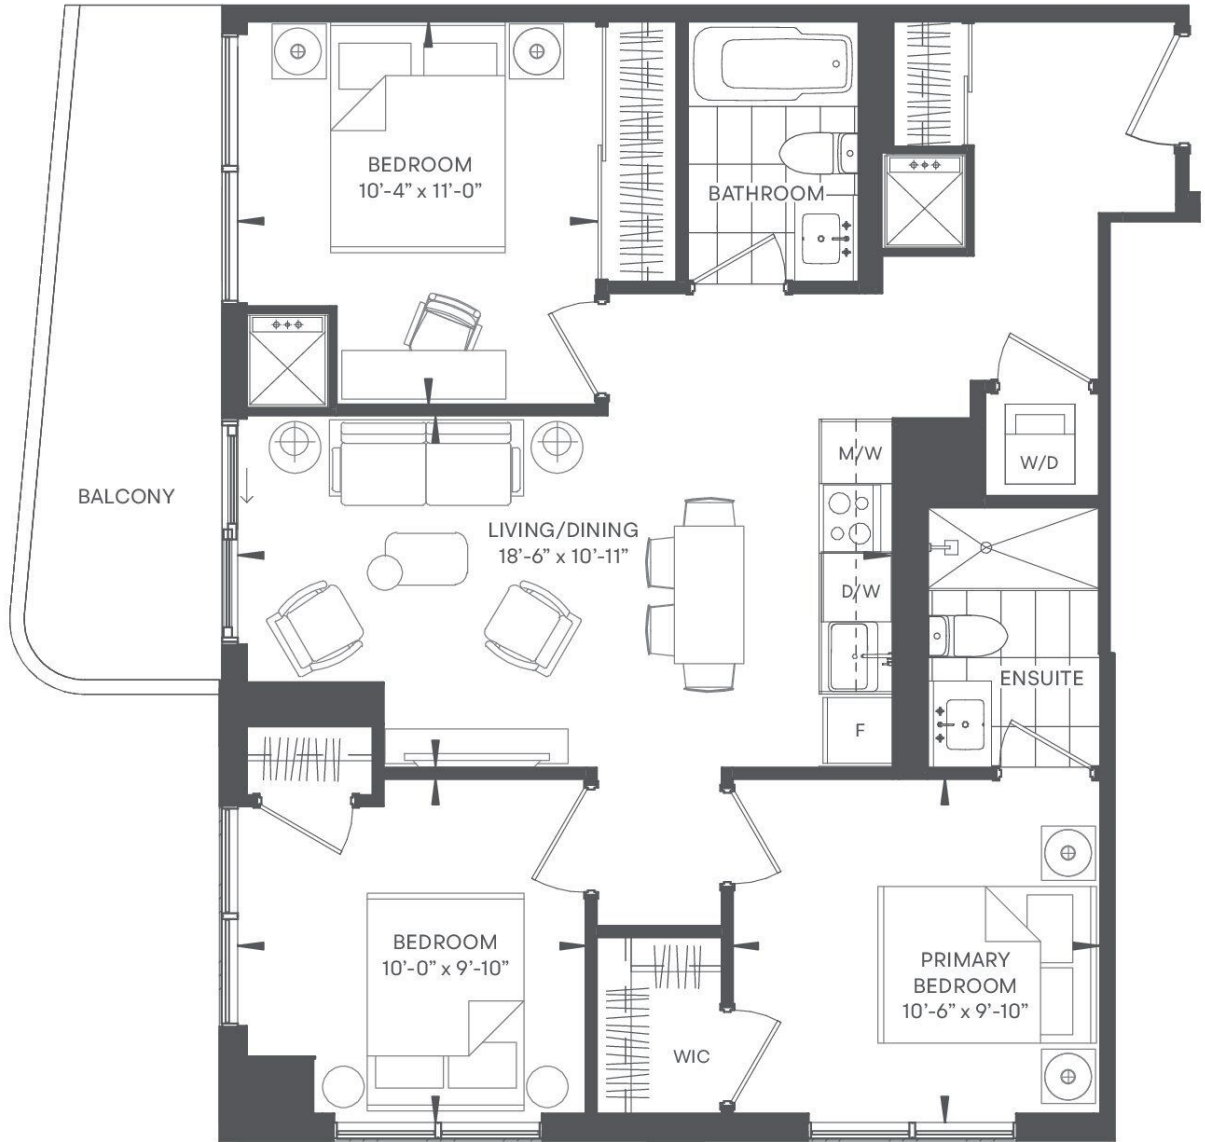 BEDROOM
10'-4" x 11'-0"
BATHROOM
M/W
W/D
BALCONY
LIVING/DINING
18'-6" x 10'-11"
D/W
ENSUITE
F
BEDROOM
10'-0" x 9'-10"
PRIMARY
BEDROOM
10'-6" x 9'-10"
WIC